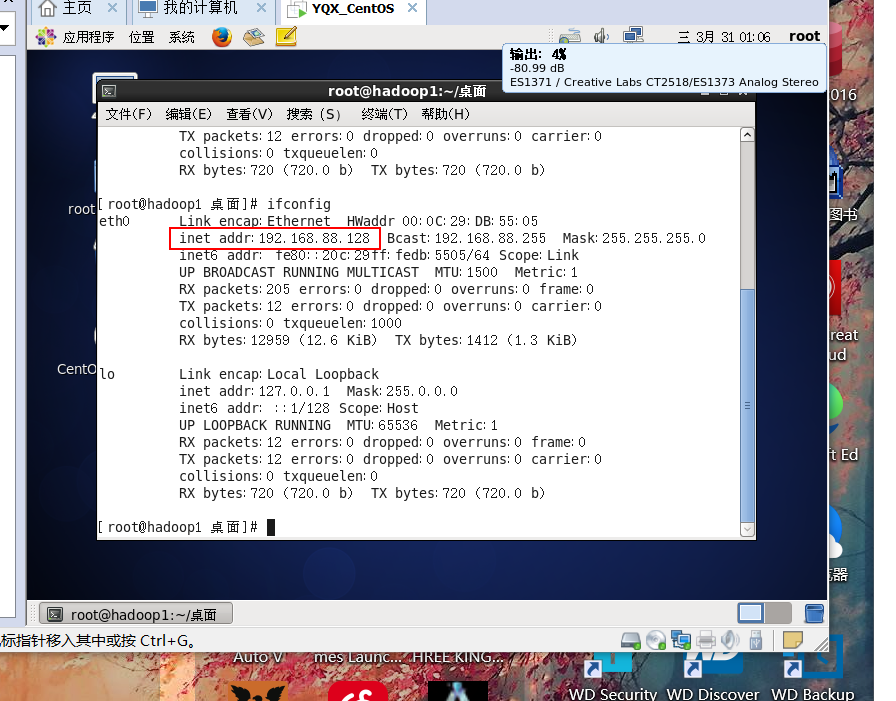 主页 我的计算机 YQX_CentOS
应用程序 位置 系统 三 3月 31 01:06 root
输出: 4%
-80.99 dB
ES1371 / Creative Labs CT2518/ES1373 Analog Stereo
016
root@hadoop1:~/桌面
文件(F) 编辑(E) 查看(V) 搜索 (S) 终端(T) 帮助(H)
TX packets:12 errors:0 dropped:0 overruns:0 carrier:0
collisions:0 txqueuelen:0
RX bytes:720 (720.0 b) TX bytes:720 (720.0 b)
[root@hadoop1 桌面]# ifconfig
eth0 Link encap:Ethernet HWaddr 00:0C:29:DB:55:05
inet addr:192.168.88.128 Bcast:192.168.88.255 Mask:255.255.255.0
inet6 addr: fe80::20c:29ff:fedb:5505/64 Scope:Link
UP BROADCAST RUNNING MULTICAST MTU:1500 Metric:1
RX packets:205 errors:0 dropped:0 overruns:0 frame:0
TX packets:12 errors:0 dropped:0 overruns:0 carrier:0
collisions:0 txqueuelen:1000
RX bytes:12959 (12.6 KiB) TX bytes:1412 (1.3 KiB)
lo Link encap:Local Loopback
inet addr:127.0.0.1 Mask:255.0.0.0
inet6 addr: ::1/128 Scope:Host
UP LOOPBACK RUNNING MTU:65536 Metric:1
RX packets:12 errors:0 dropped:0 overruns:0 frame:0
TX packets:12 errors:0 dropped:0 overruns:0 carrier:0
collisions:0 txqueuelen:0
RX bytes:720 (720.0 b) TX bytes:720 (720.0 b)
[root@hadoop1 桌面]#
root
CentO
图书
reat
ud
ft Ed
览器
root@hadoop1:~/桌面
标指针移入其中或按 Ctrl+G。
Auto V mes Launc... HREE KING...
WD Security WD Discover WD Backup